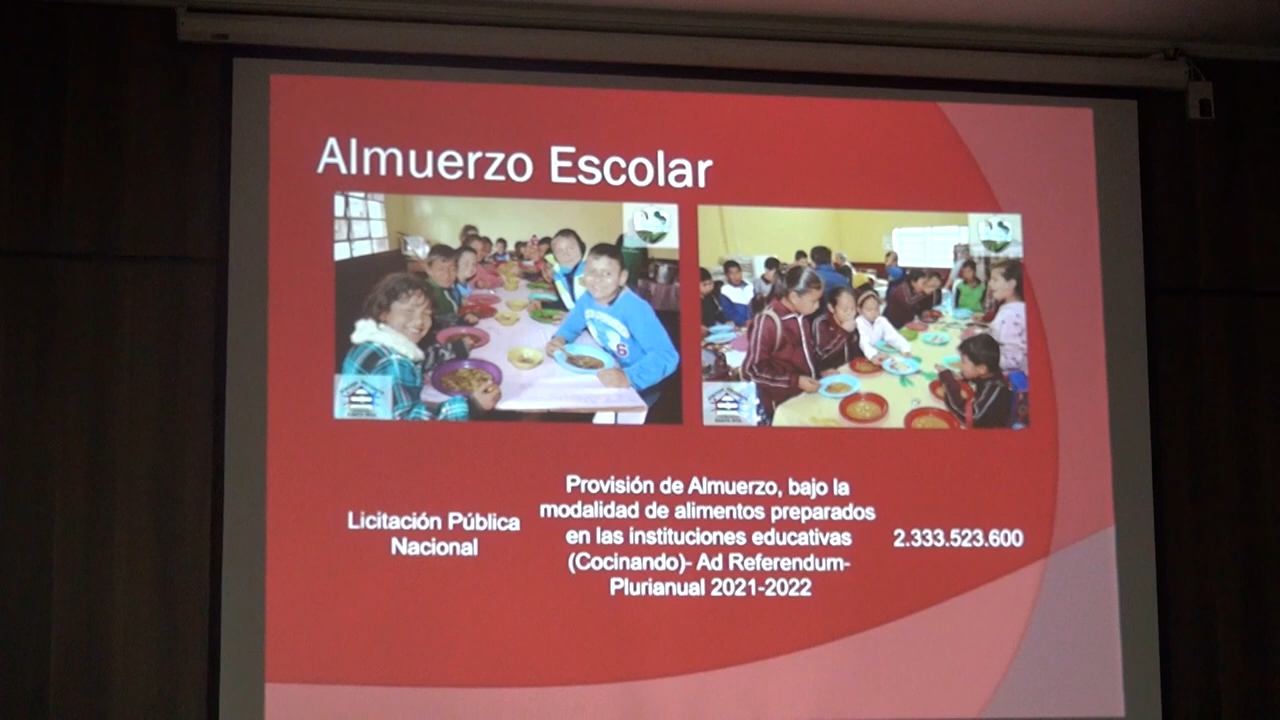 Almuerzo Escolar
Licitación Pública
Nacional
Provisión de Almuerzo, bajo la
modalidad de alimentos preparados
en las instituciones educativas
(Cocinando)- Ad Referendum-
Plurianual 2021-2022
2.333.523.600
6